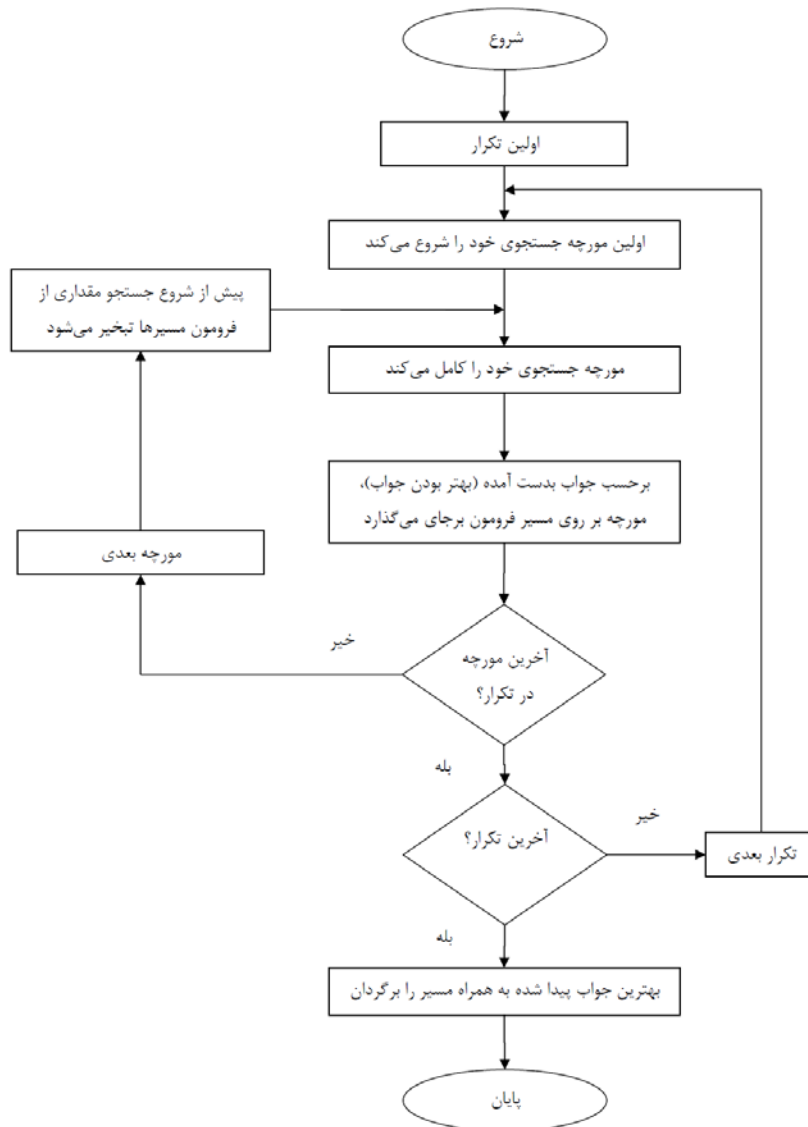 شروع
اولین تکرار
اولین مورچه جستجوی خود را شروع می‌کند
پیش از شروع جستجو مقداری از
فرومون مسیرها تبخیر می‌شود
مورچه جستجوی خود را کامل می‌کند
برحسب جواب بدست آمده (بهتر بودن جواب)،
مورچه بر روی مسیر فرومون برجای می‌گذارد
مورچه بعدی
خیر
آخرین مورچه
در تکرار؟
بله
آخرین تکرار؟
خیر
تکرار بعدی
بله
بهترین جواب پیدا شده به همراه مسیر را برگردان
پایان